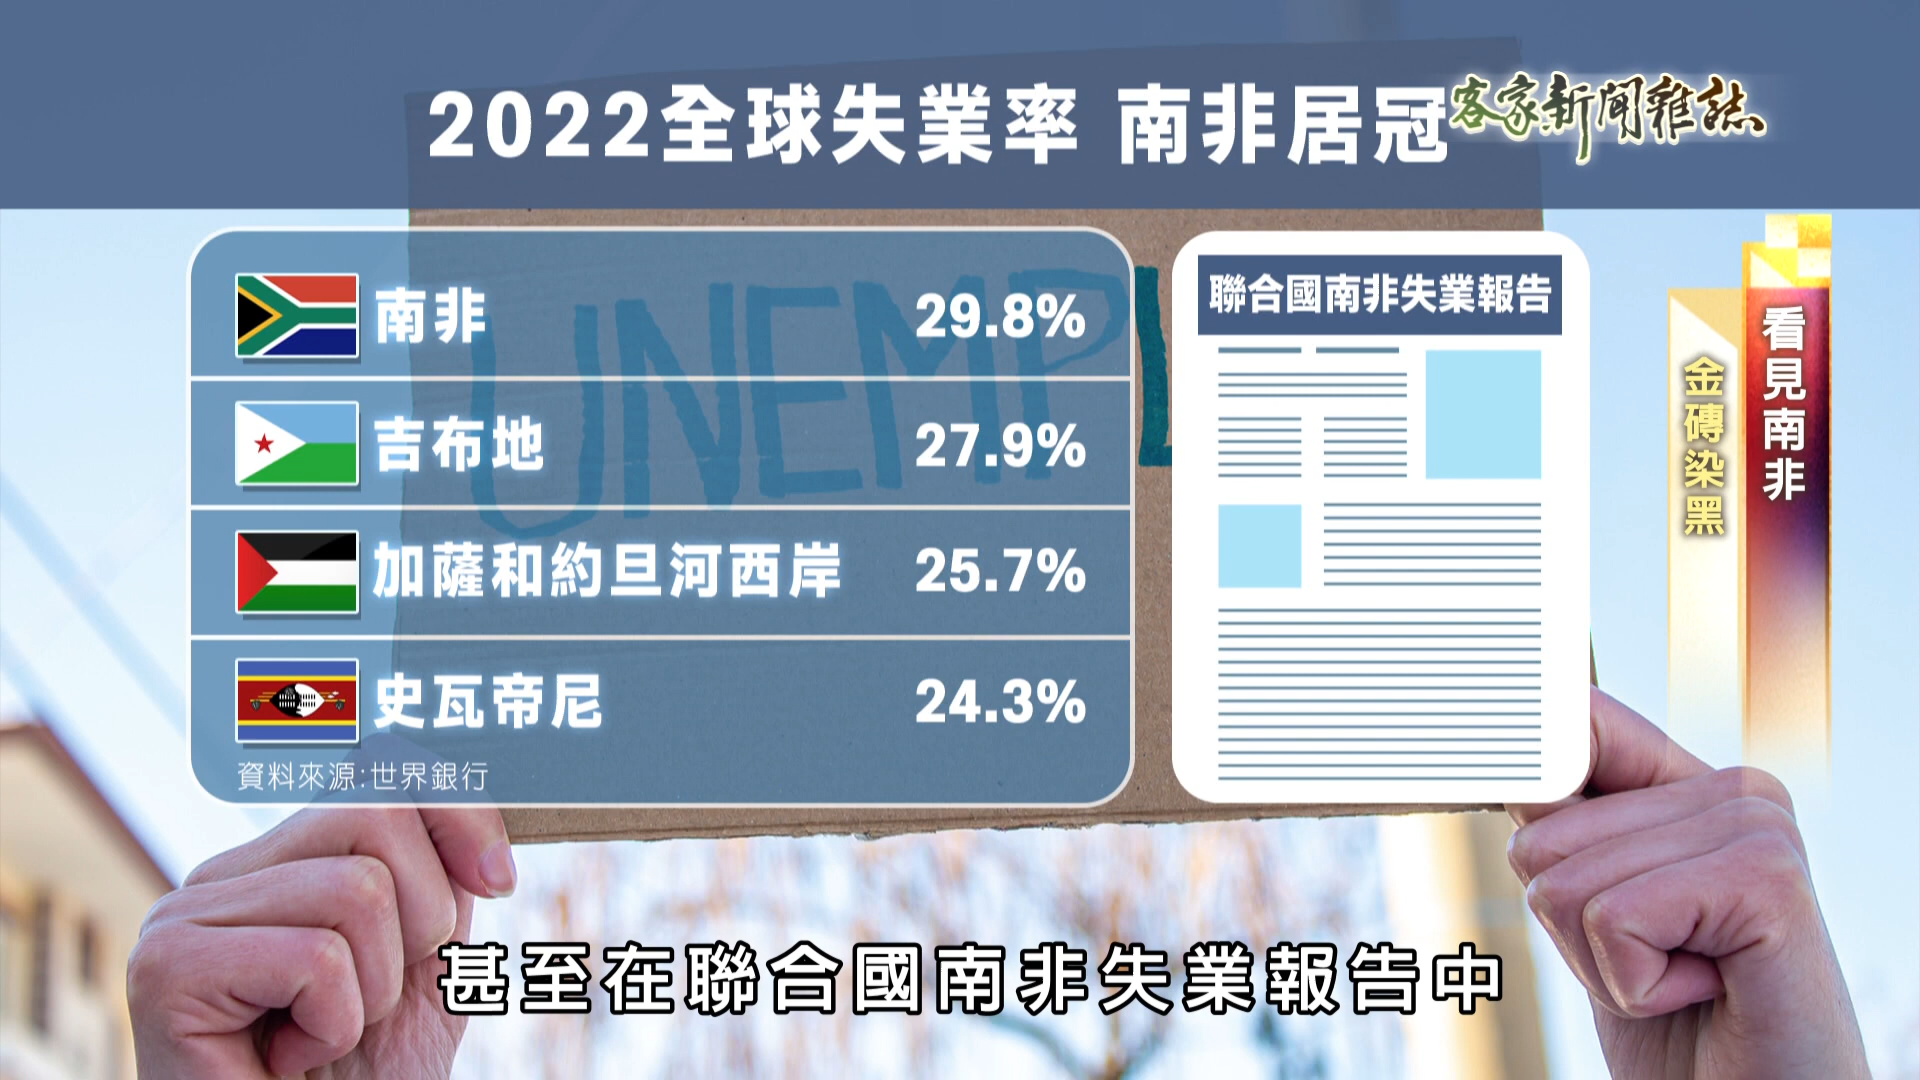 2022全球失業率 南非居冠
客家新聞雜誌
南非 29.8%
吉布地 27.9%
加薩和約旦河西岸 25.7%
史瓦帝尼 24.3%
資料來源:世界銀行
UNEMPL
聯合國南非失業報告
看見南非
金磚染黑
甚至在聯合國南非失業報告中